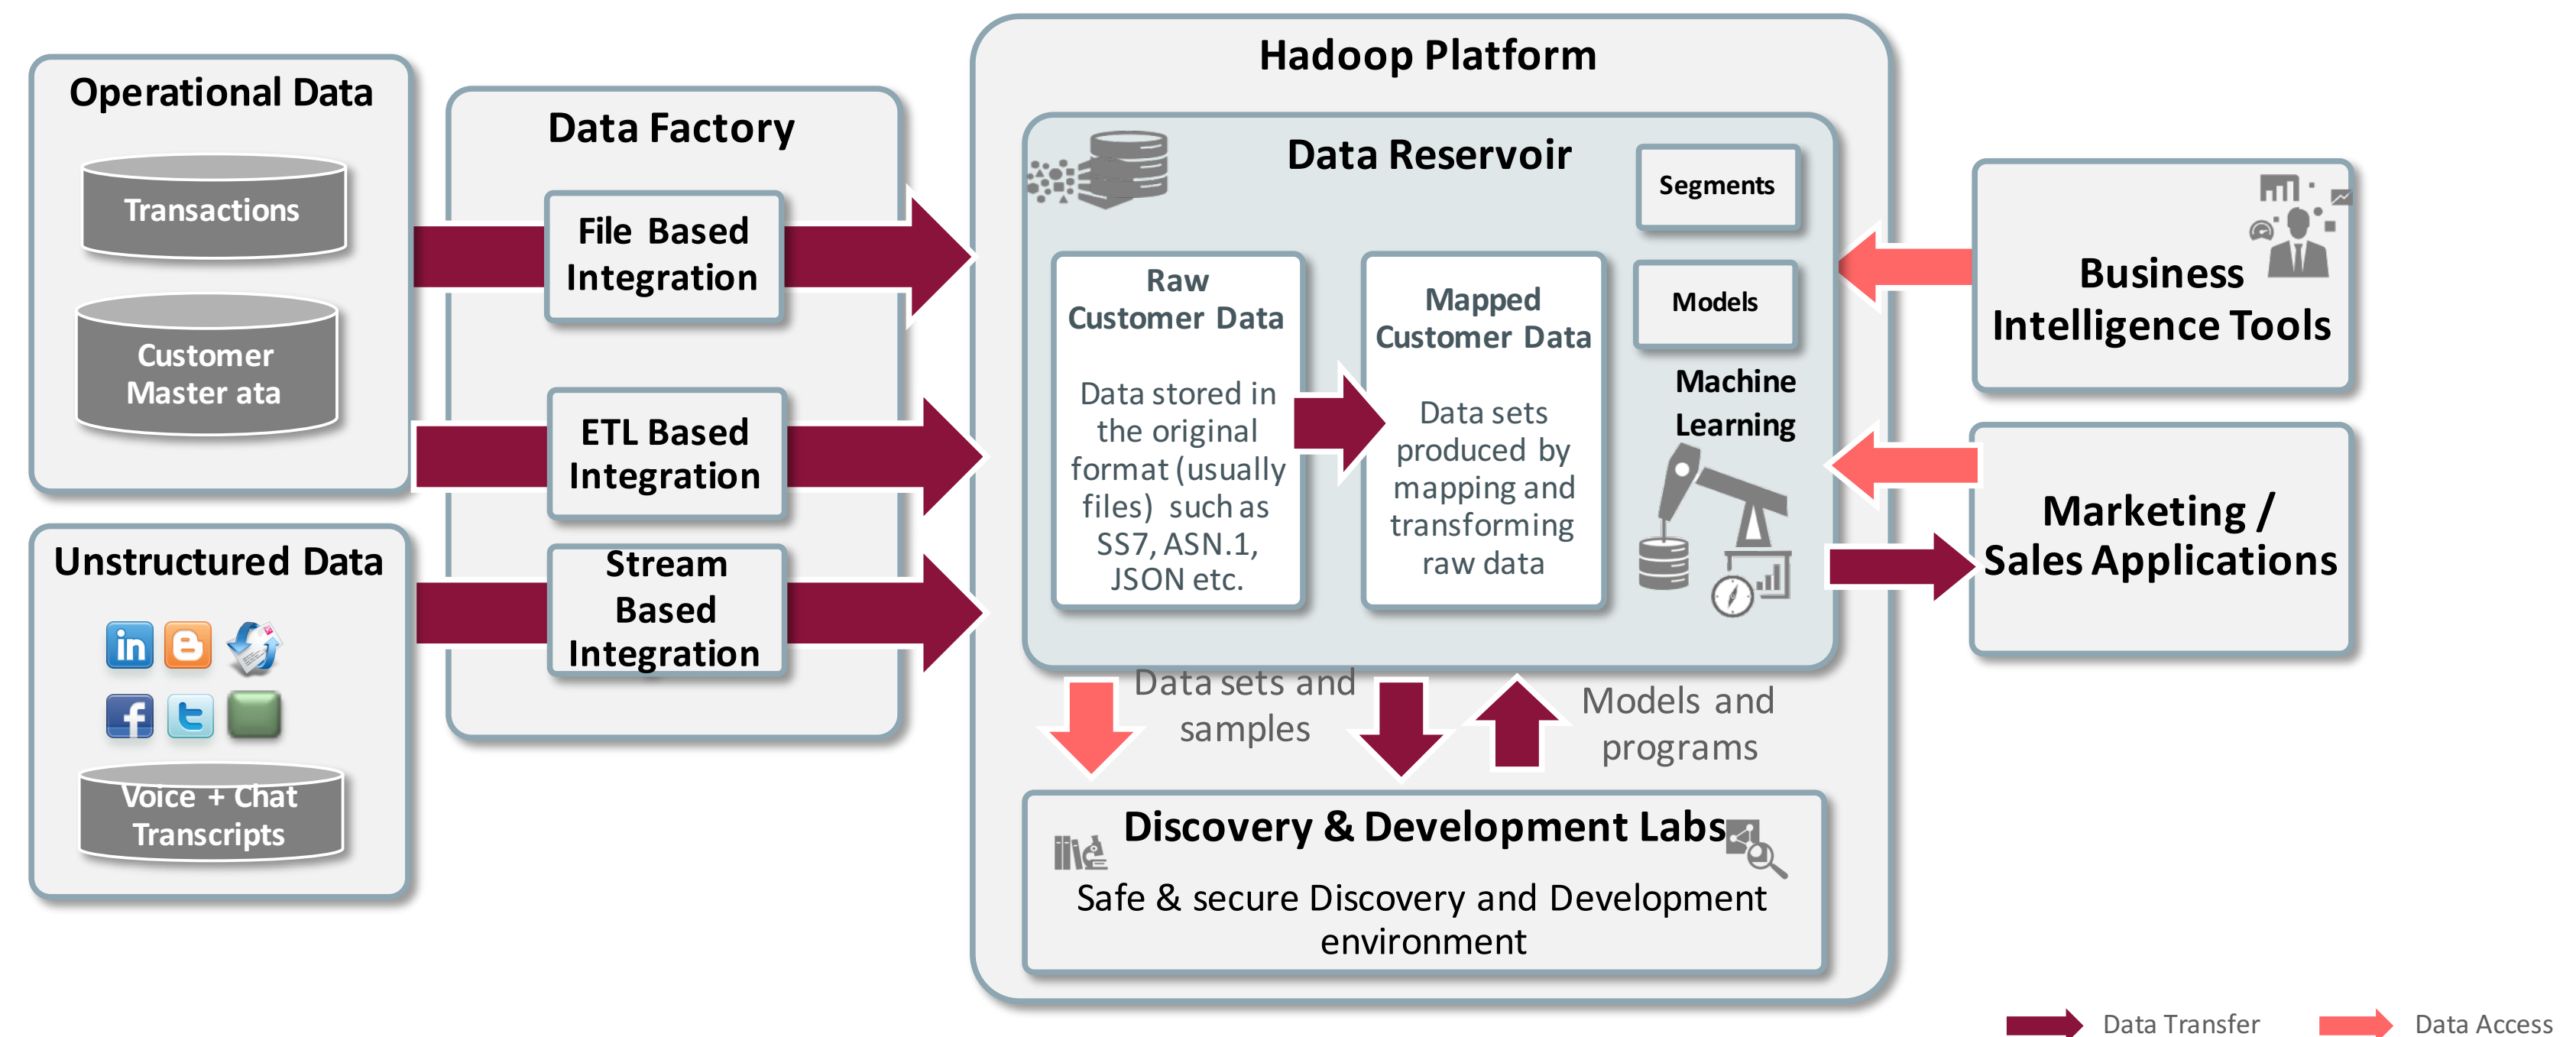 Operational Data
Transactions
Customer
Master ata
Unstructured Data
in
f
t
Voice + Chat
Transcripts
Data Factory
File Based
Integration
ETL Based
Integration
Stream
Based
Integration
Hadoop Platform
Data Reservoir
Segments
Models
Machine
Learning
Raw
Customer Data
Data stored in
the original
format (usually
files) such as
SS7, ASN.1,
JSON etc.
Mapped
Customer Data
Data sets
produced by
mapping and
transforming
raw data
Data sets and
samples
Models and
programs
Discovery & Development Labs
Safe & secure Discovery and Development
environment
Business
Intelligence Tools
Marketing /
Sales Applications
Data Transfer
Data Access